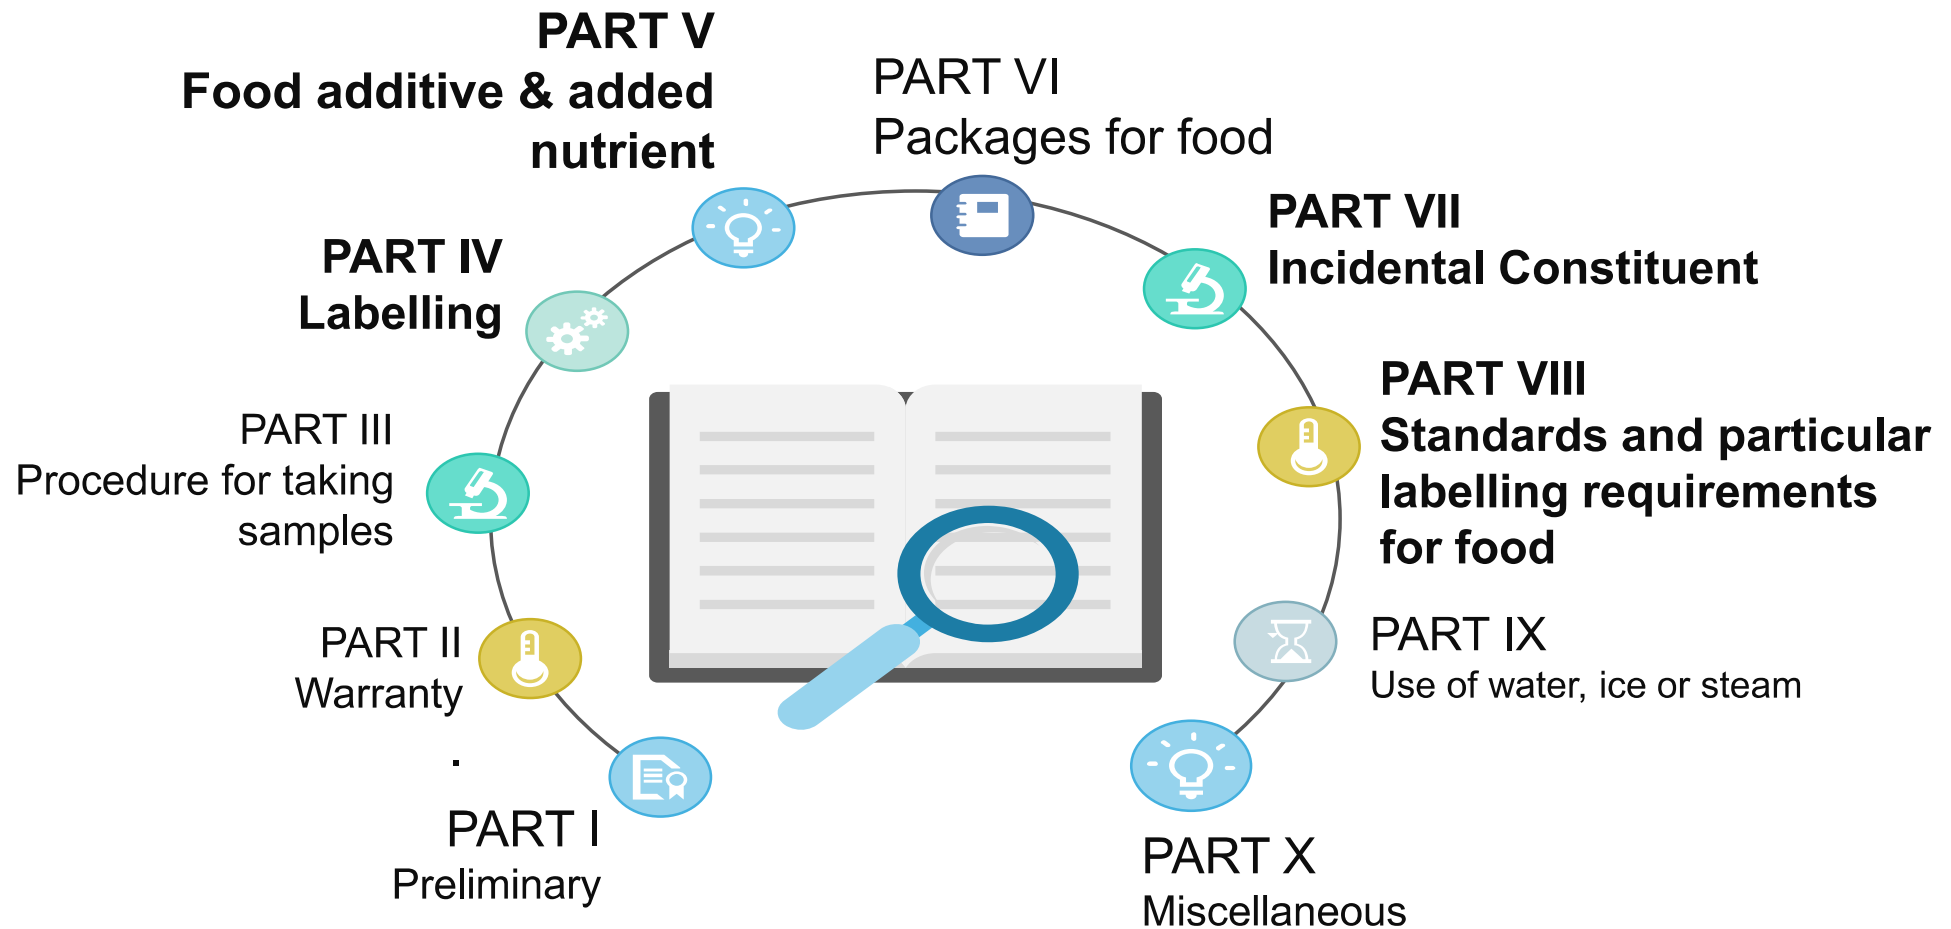 PART V
Food additive & added
nutrient
PART VI
Packages for food
PART VII
Incidental Constituent
PART IV
Labelling
PART VIII
Standards and particular
labelling requirements
for food
PART III
Procedure for taking
samples
PART IX
Use of water, ice or steam
PART II
Warranty
.
PART I
Preliminary
PART X
Miscellaneous